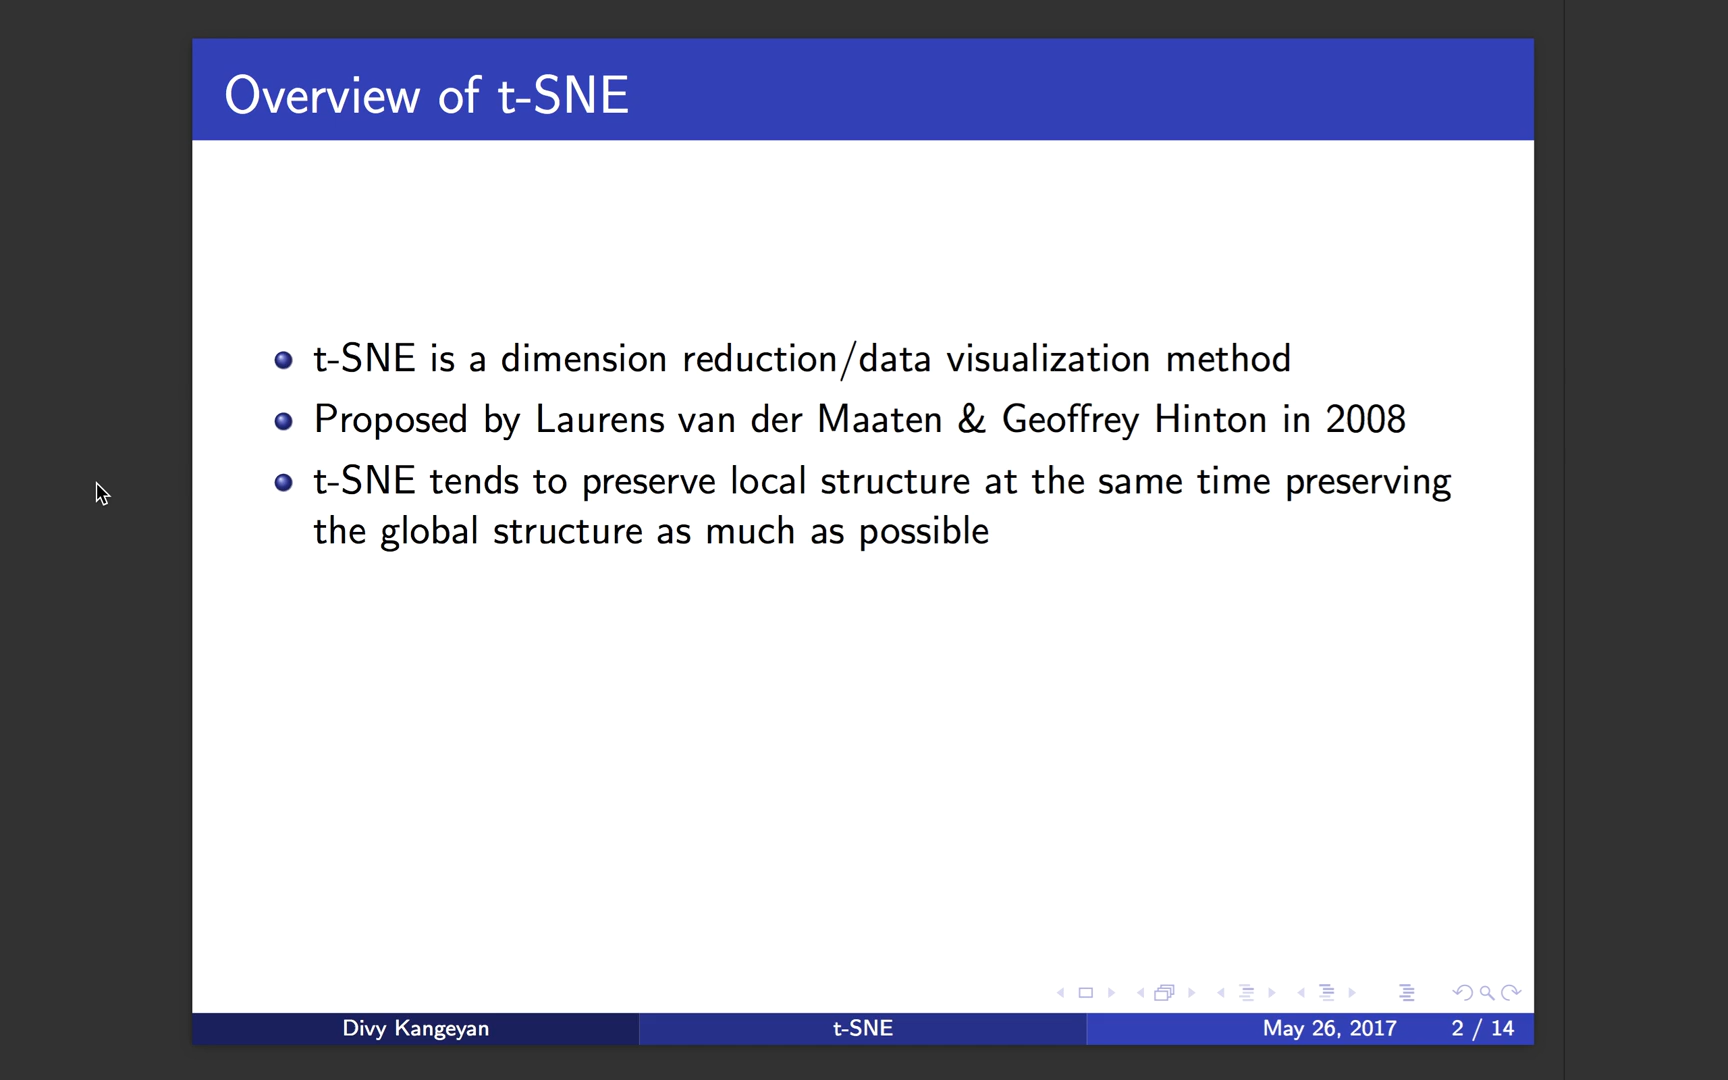 Overview of t-SNE
t-SNE is a dimension reduction/data visualization method
Proposed by Laurens van der Maaten & Geoffrey Hinton in 2008
t-SNE tends to preserve local structure at the same time preserving
the global structure as much as possible
Divy Kangeyan t-SNE May 26, 2017 2 / 14